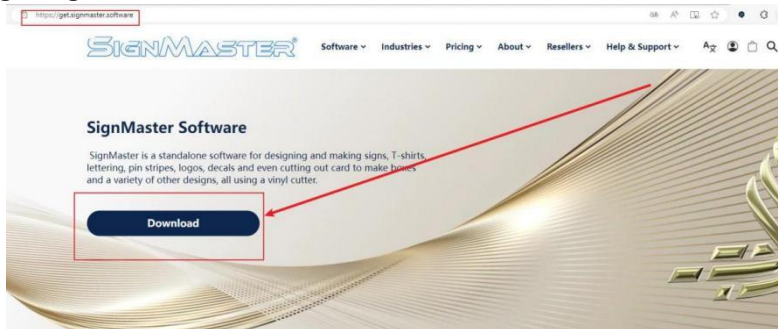 https://get.signmaster.software
SIGNMASTER®
Software Industries Pricing About Resellers Help & Support
SignMaster Software
SignMaster is a standalone software for designing and making signs, T-shirts,
lettering, pin stripes, logos, decals and even cutting out card to make boxes
and a variety of other designs, all using a vinyl cutter.
Download